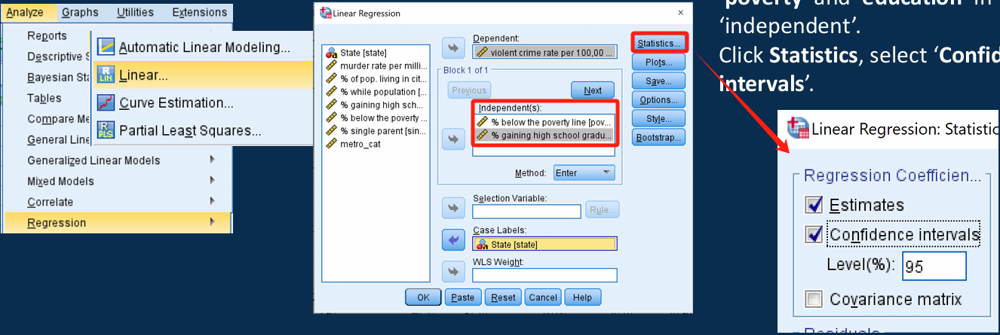 Analyze Graphs Utilities Extensions
Reports
Descriptive S
Bayesian Sta
Tables
Compare Me
General Line
Generalized Linear Models
Mixed Models
Correlate
Regression
Automatic Linear Modeling...
Linear...
Curve Estimation...
Partial Least Squares...
Linear Regression
State [state]
murder rate per milli...
% of pop. living in cit...
% while population [...
% gaining high sch...
% below the poverty ...
% single parent [sin...
metro_cat
Dependent:
violent crime rate per 100,00 ...
Block 1 of 1
Previous Next
Independent(s):
% below the poverty line [pov...
% gaining high school gradu...
Method: Enter
Selection Variable:
Rule...
Case Labels:
State [state]
WLS Weight:
OK Paste Reset Cancel Help
Statistics...
Plots...
Save...
Options...
Style...
Bootstrap...
'poverty' and 'education' in
‘independent’.
Click Statistics, select ‘Confid
intervals’.
Linear Regression: Statistic
Regression Coefficien...
Estimates
Confidence intervals
Level(%): 95
Covariance matrix
Residuals